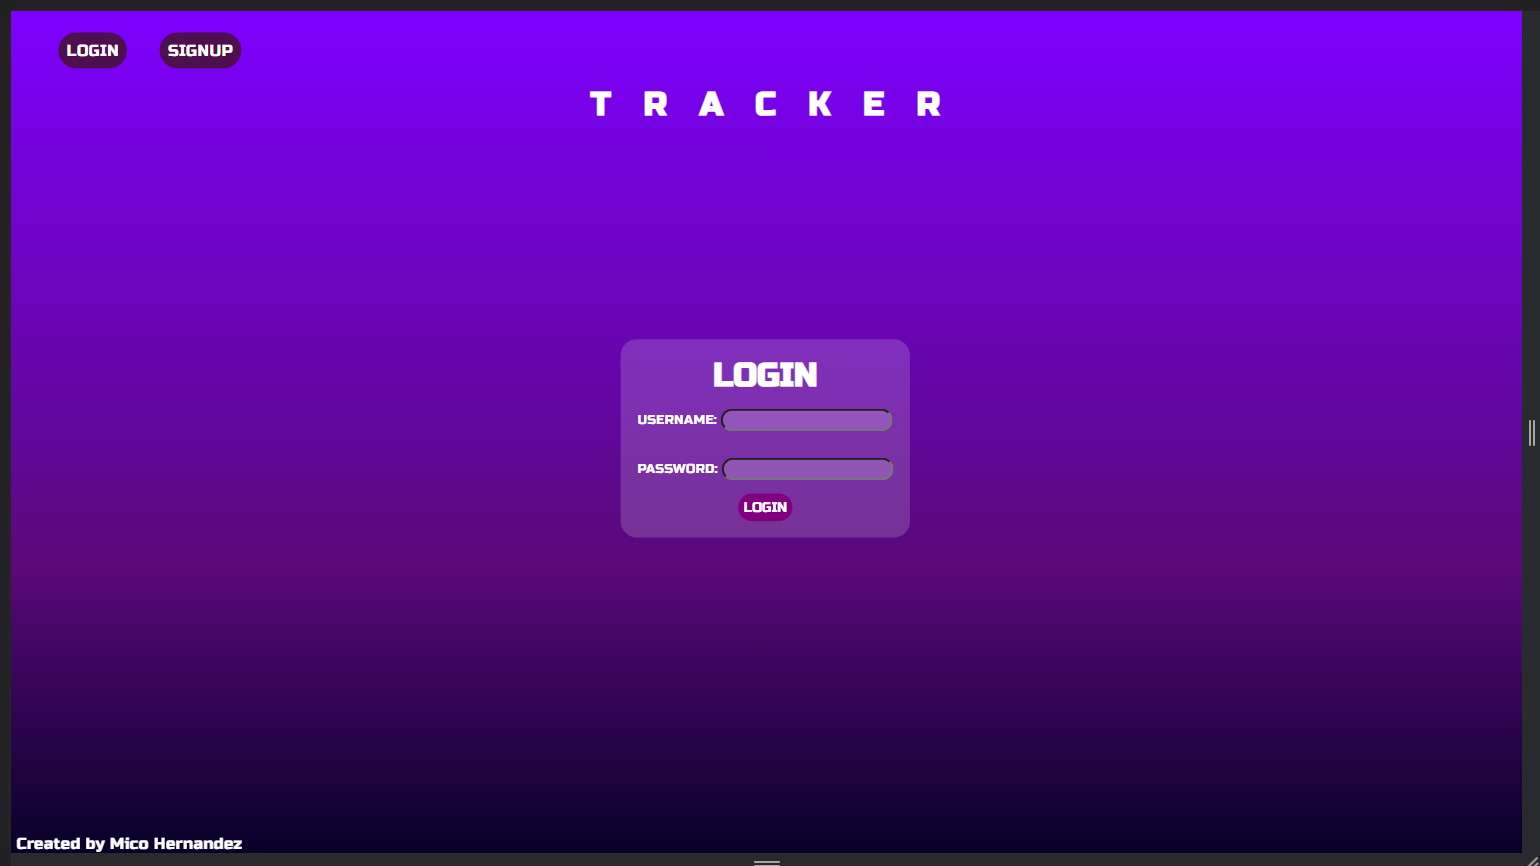 LOGIN SIGNUP
T R A C K E R
LOGIN
USERNAME:
PASSWORD:
LOGIN
Created by Mico Hernandez